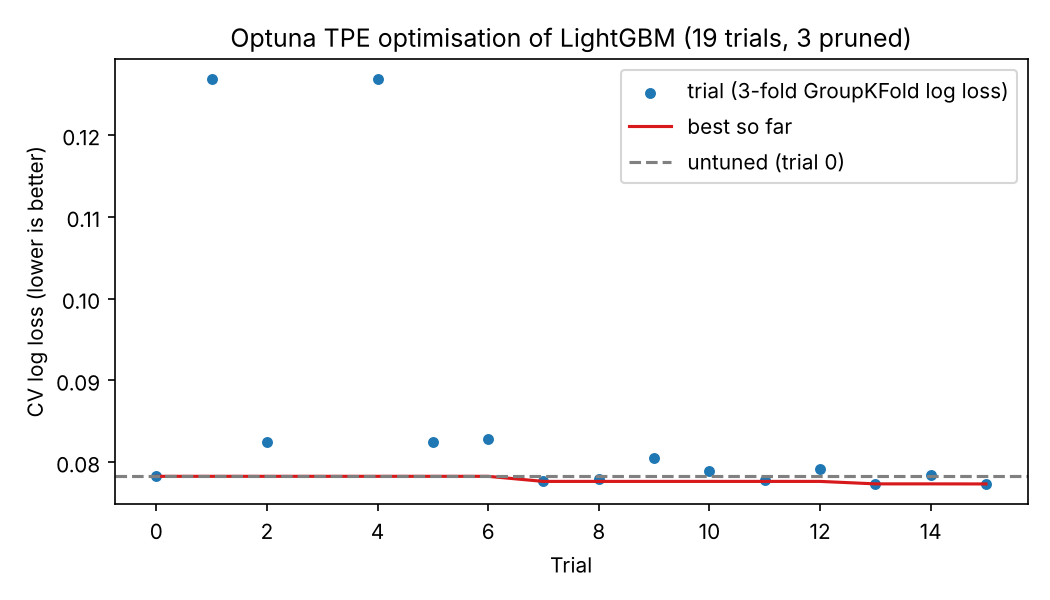 Optuna TPE optimisation of LightGBM (19 trials, 3 pruned)
trial (3-fold GroupKFold log loss)
best so far
untuned (trial 0)
CV log loss (lower is better)
0.12
0.11
0.10
0.09
0.08
0 2 4 6 8 10 12 14
Trial